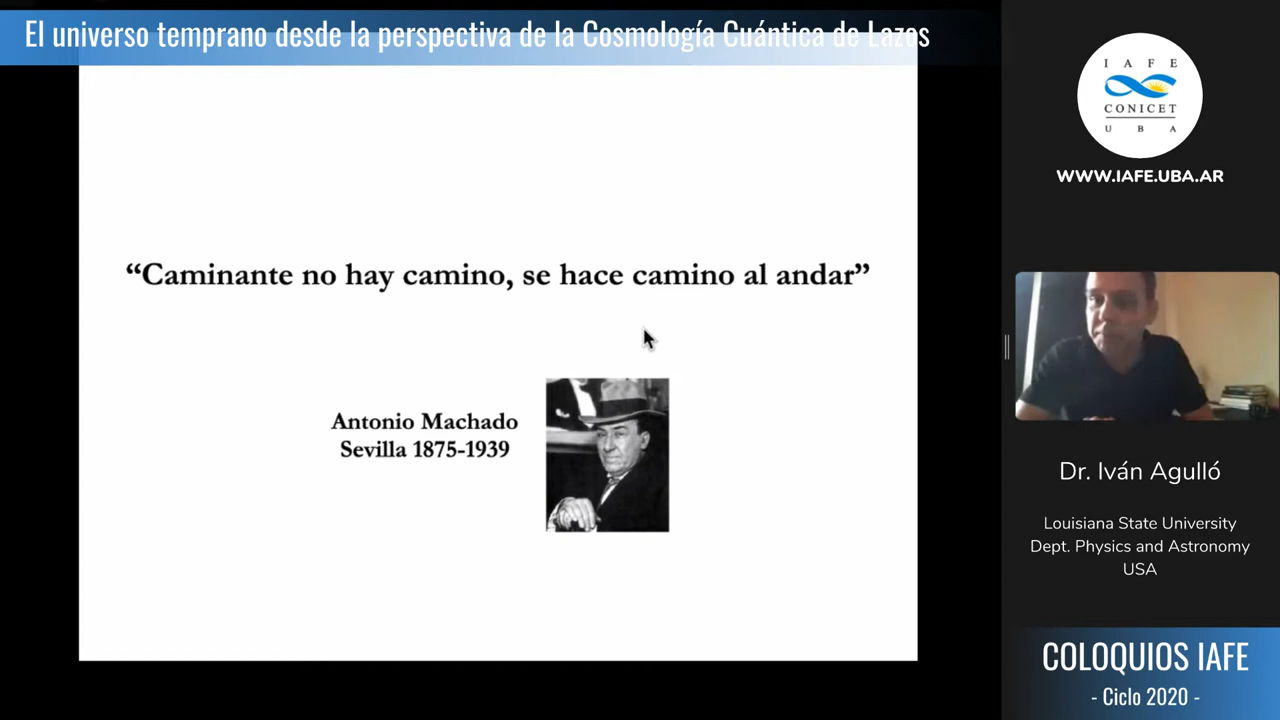 El universo temprano desde la perspectiva de la Cosmología Cuántica de Lazos
“Caminante no hay camino, se hace camino al andar”
Antonio Machado
Sevilla 1875-1939
I A F E
CONICET
U B A
WWW.IAFE.UBA.AR
Dr. Iván Agulló
Louisiana State University
Dept. Physics and Astronomy
USA
COLOQUIOS IAFE
- Ciclo 2020 -